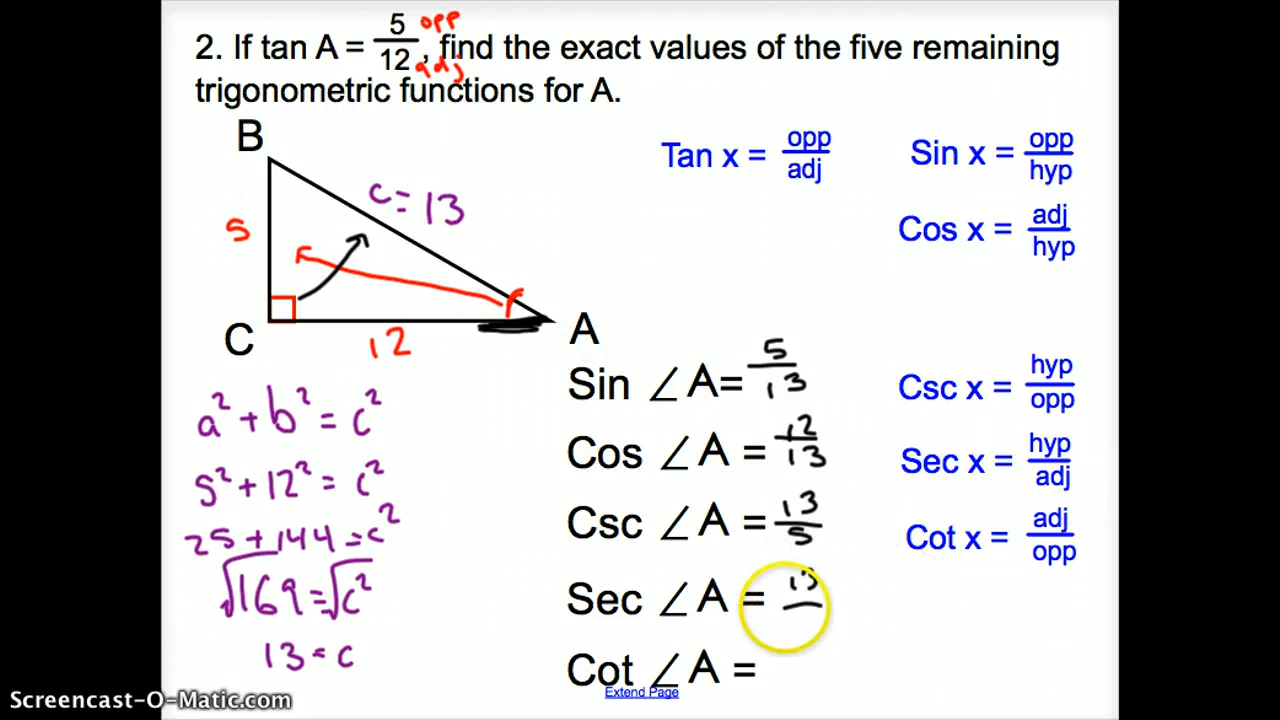 2. If tan A = 5/12, find the exact values of the five remaining
opp
adj
trigonometric functions for A.
B
Tan x = opp/adj
Sin x = opp/hyp
Cos x = adj/hyp
c = 13
5
C
12
A
a² + b² = c²
5² + 12² = c²
25 + 144 = c²
√169 = √c²
13 = c
Sin ∠A= 5/13
Cos ∠A = 12/13
Csc ∠A = 13/5
Sec ∠A = 13/
Cot ∠A =
Csc x = hyp/opp
Sec x = hyp/adj
Cot x = adj/opp
Extend Page
Screencast-O-Matic.com